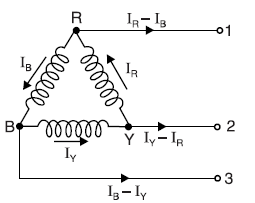 R
I_R – I_B
1
I_B
I_R
B
Y
I_Y
I_Y – I_R
2
I_B – I_Y
3